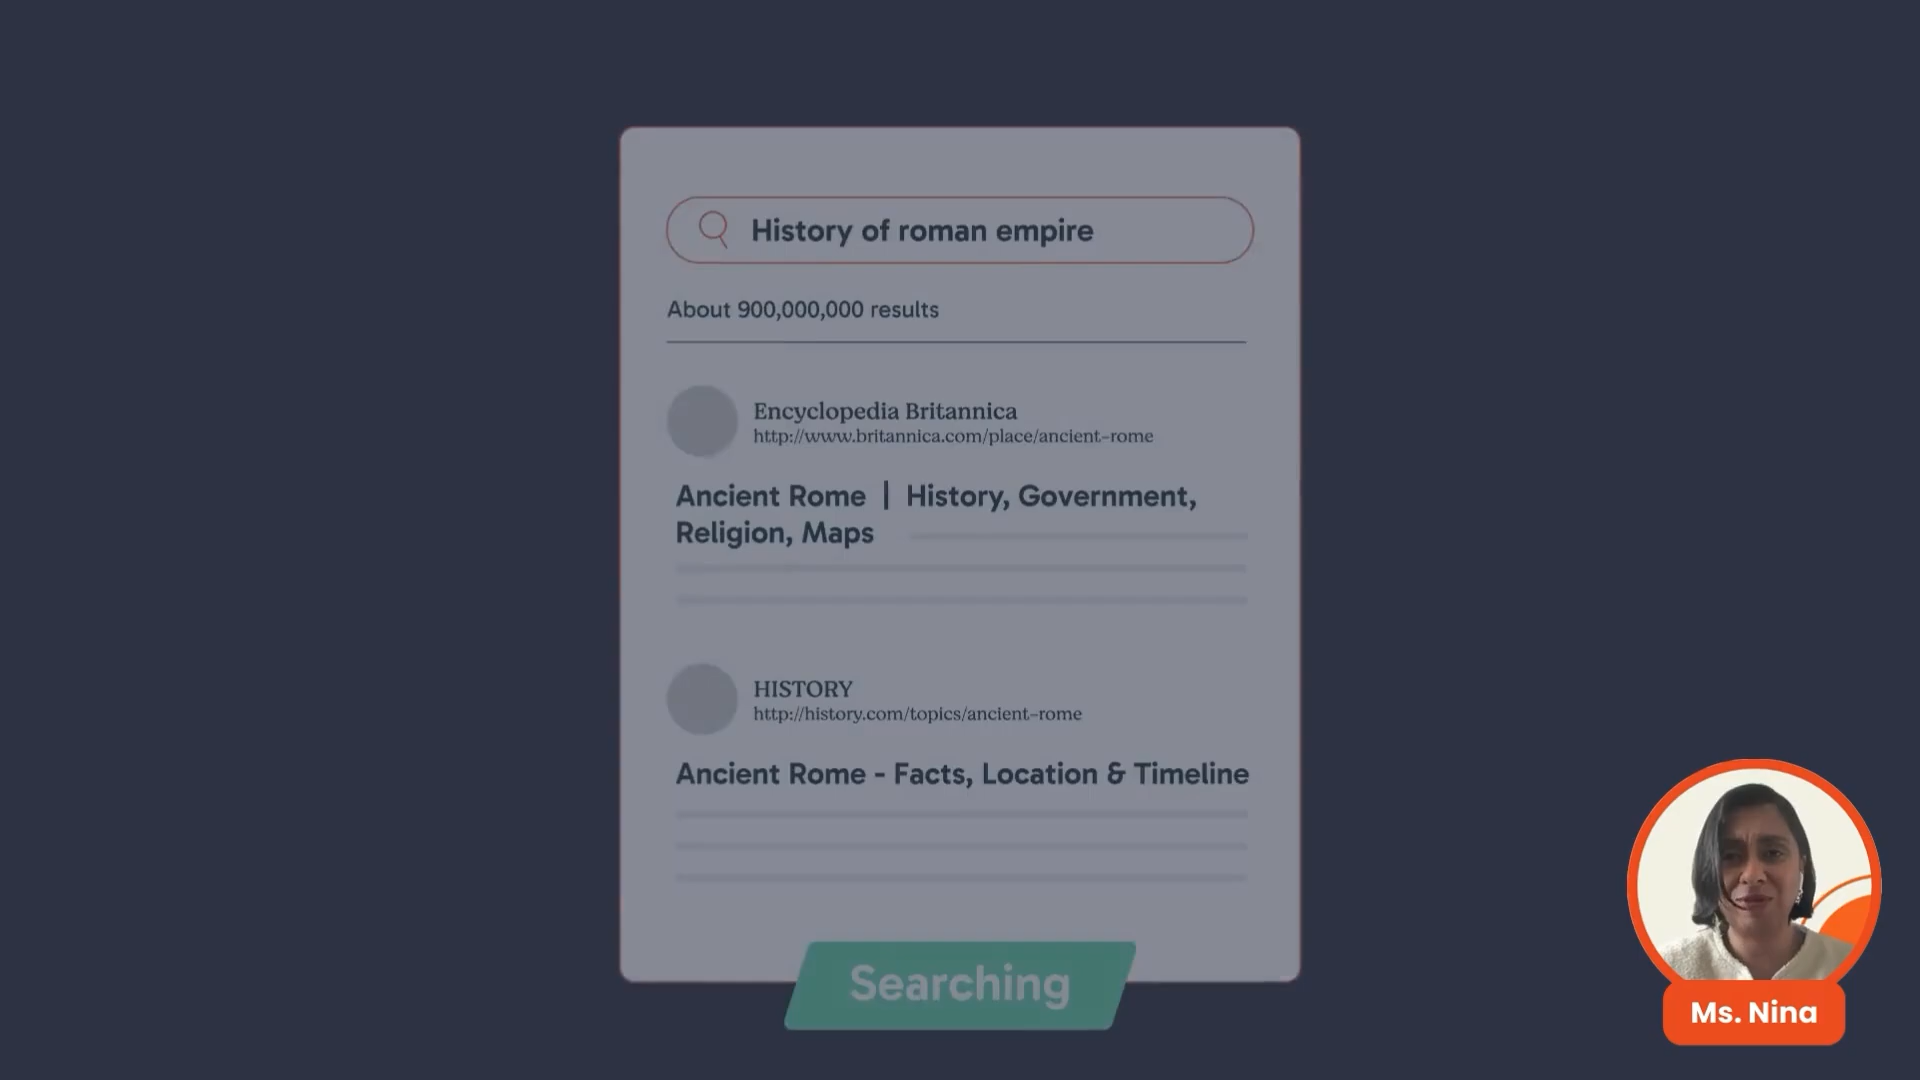 History of roman empire
About 900,000,000 results
Encyclopedia Britannica
http://www.britannica.com/place/ancient-rome
Ancient Rome | History, Government,
Religion, Maps
HISTORY
http://history.com/topics/ancient-rome
Ancient Rome - Facts, Location & Timeline
Searching
Ms. Nina